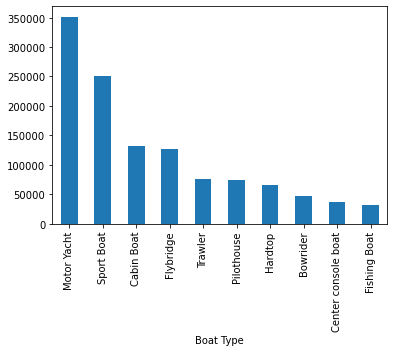 350000
300000
250000
200000
150000
100000
50000
0
Motor Yacht
Sport Boat
Cabin Boat
Flybridge
Trawler
Pilothouse
Hardtop
Bowrider
Center console boat
Fishing Boat
Boat Type